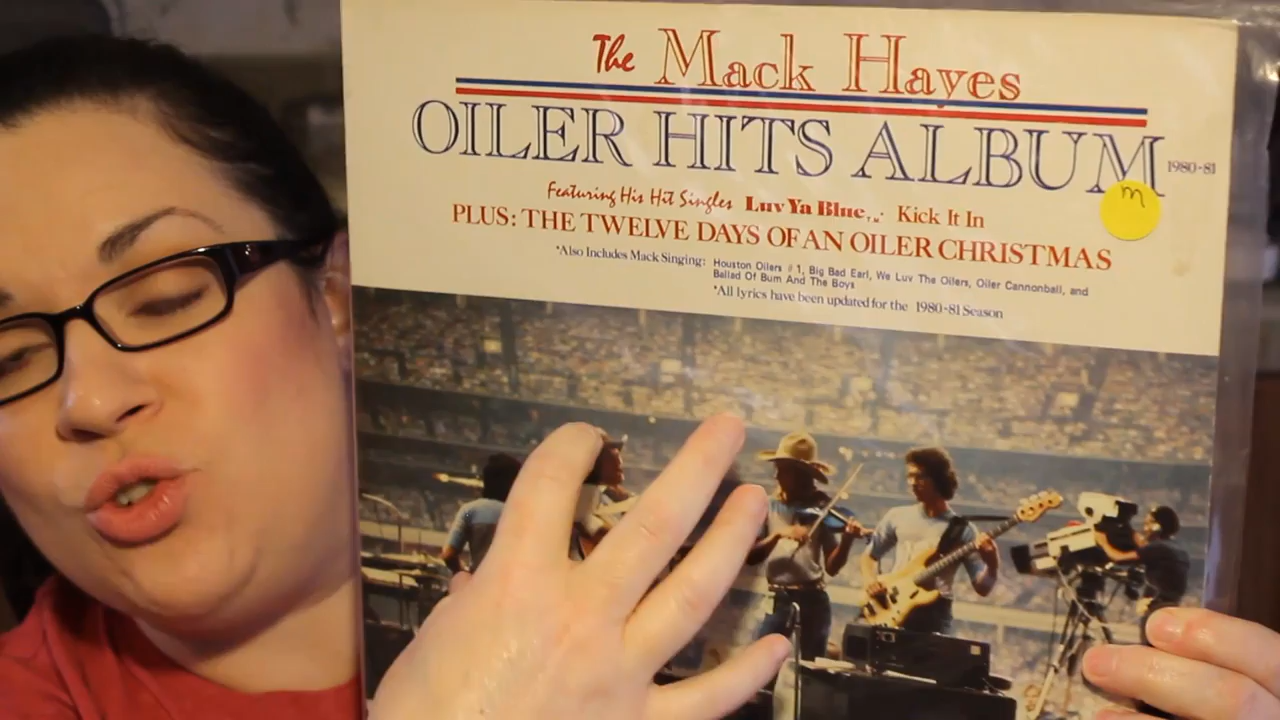 The Mack Hayes
OILER HITS ALBUM 1980-81
m
Featuring His Hit Singles Luv Ya Blue™ · Kick It In
PLUS: THE TWELVE DAYS OF AN OILER CHRISTMAS
*Also Includes Mack Singing: Houston Oilers #1, Big Bad Earl, We Luv The Oilers, Oiler Cannonball, and
Ballad Of Bum And The Boys
*All lyrics have been updated for the 1980-81 Season